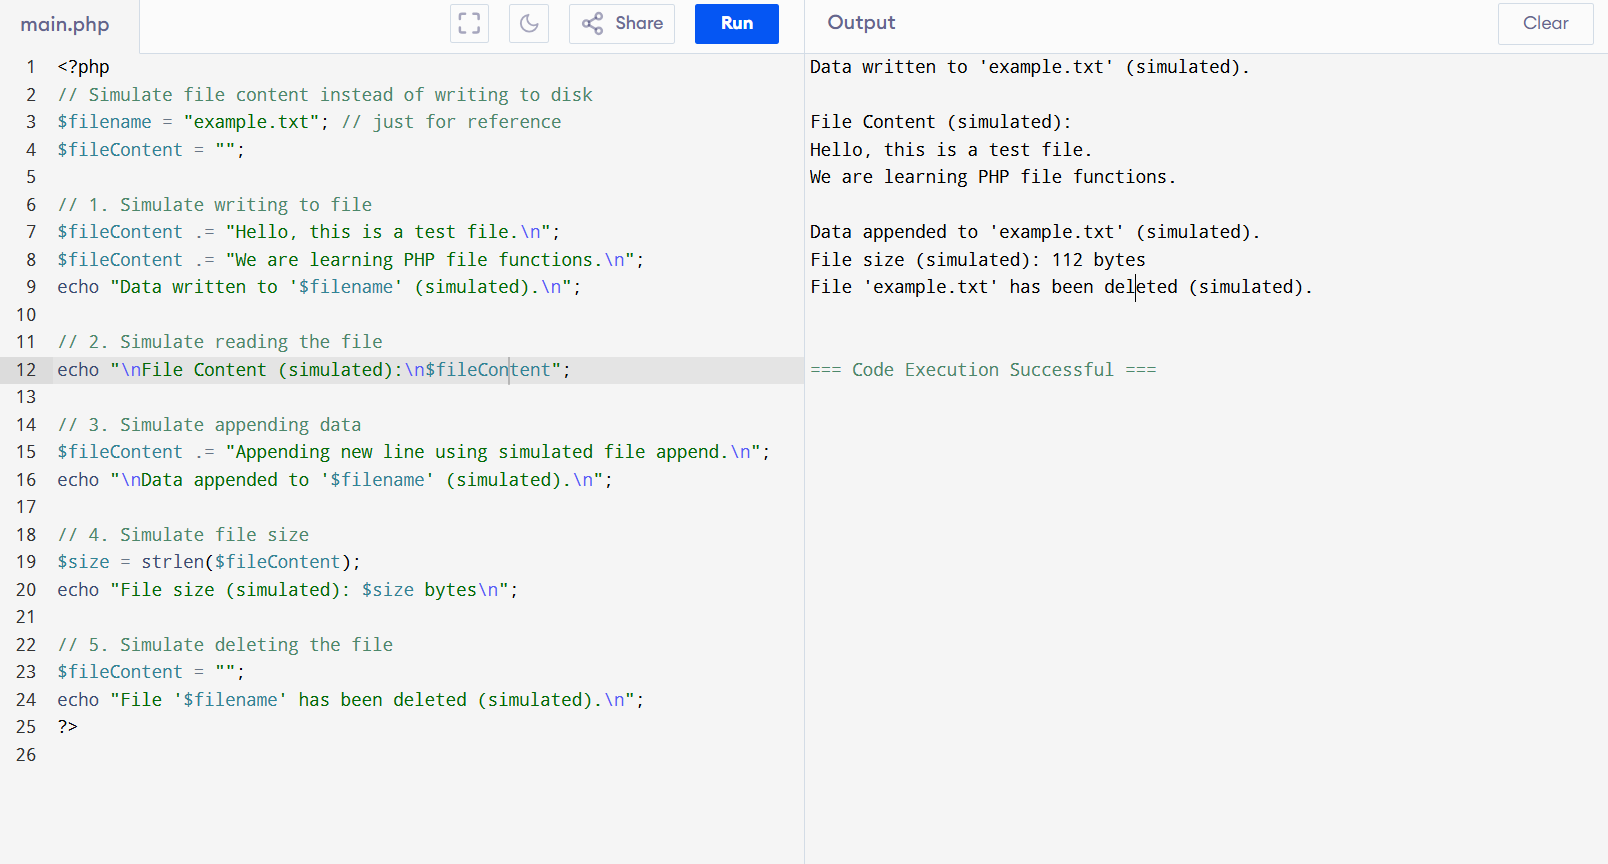 main.php
Share
Run
Output
Clear
1 <?php
2 // Simulate file content instead of writing to disk
3 $filename = "example.txt"; // just for reference
4 $fileContent = "";
5
6 // 1. Simulate writing to file
7 $fileContent .= "Hello, this is a test file.\n";
8 $fileContent .= "We are learning PHP file functions.\n";
9 echo "Data written to '$filename' (simulated).\n";
10
11 // 2. Simulate reading the file
12 echo "\nFile Content (simulated):\n$fileContent";
13
14 // 3. Simulate appending data
15 $fileContent .= "Appending new line using simulated file append.\n";
16 echo "\nData appended to '$filename' (simulated).\n";
17
18 // 4. Simulate file size
19 $size = strlen($fileContent);
20 echo "File size (simulated): $size bytes\n";
21
22 // 5. Simulate deleting the file
23 $fileContent = "";
24 echo "File '$filename' has been deleted (simulated).\n";
25 ?>
26
Data written to 'example.txt' (simulated).
File Content (simulated):
Hello, this is a test file.
We are learning PHP file functions.
Data appended to 'example.txt' (simulated).
File size (simulated): 112 bytes
File 'example.txt' has been deleted (simulated).
=== Code Execution Successful ===